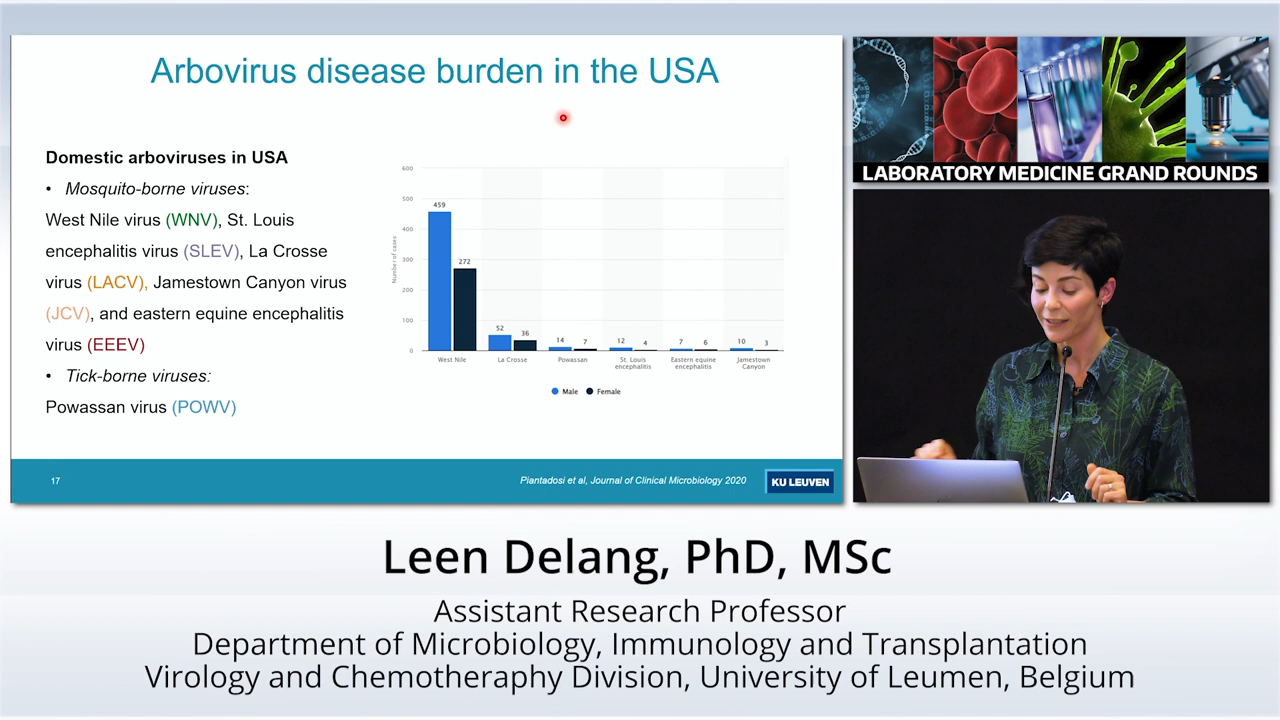 Arbovirus disease burden in the USA
Domestic arboviruses in USA
• Mosquito-borne viruses:
West Nile virus (WNV), St. Louis
encephalitis virus (SLEV), La Crosse
virus (LACV), Jamestown Canyon virus
(JCV), and eastern equine encephalitis
virus (EEEV)
• Tick-borne viruses:
Powassan virus (POWV)
Number of cases
600
500
400
300
200
100
0
459
272
52
36
14
7
12
4
7
6
10
3
West Nile
La Crosse
Powassan
St. Louis
encephalitis
Eastern equine
encephalitis
Jamestown
Canyon
Male Female
17
Piantadosi et al, Journal of Clinical Microbiology 2020
KU LEUVEN
LABORATORY MEDICINE GRAND ROUNDS
Leen Delang, PhD, MSc
Assistant Research Professor
Department of Microbiology, Immunology and Transplantation
Virology and Chemotheraphy Division, University of Leumen, Belgium